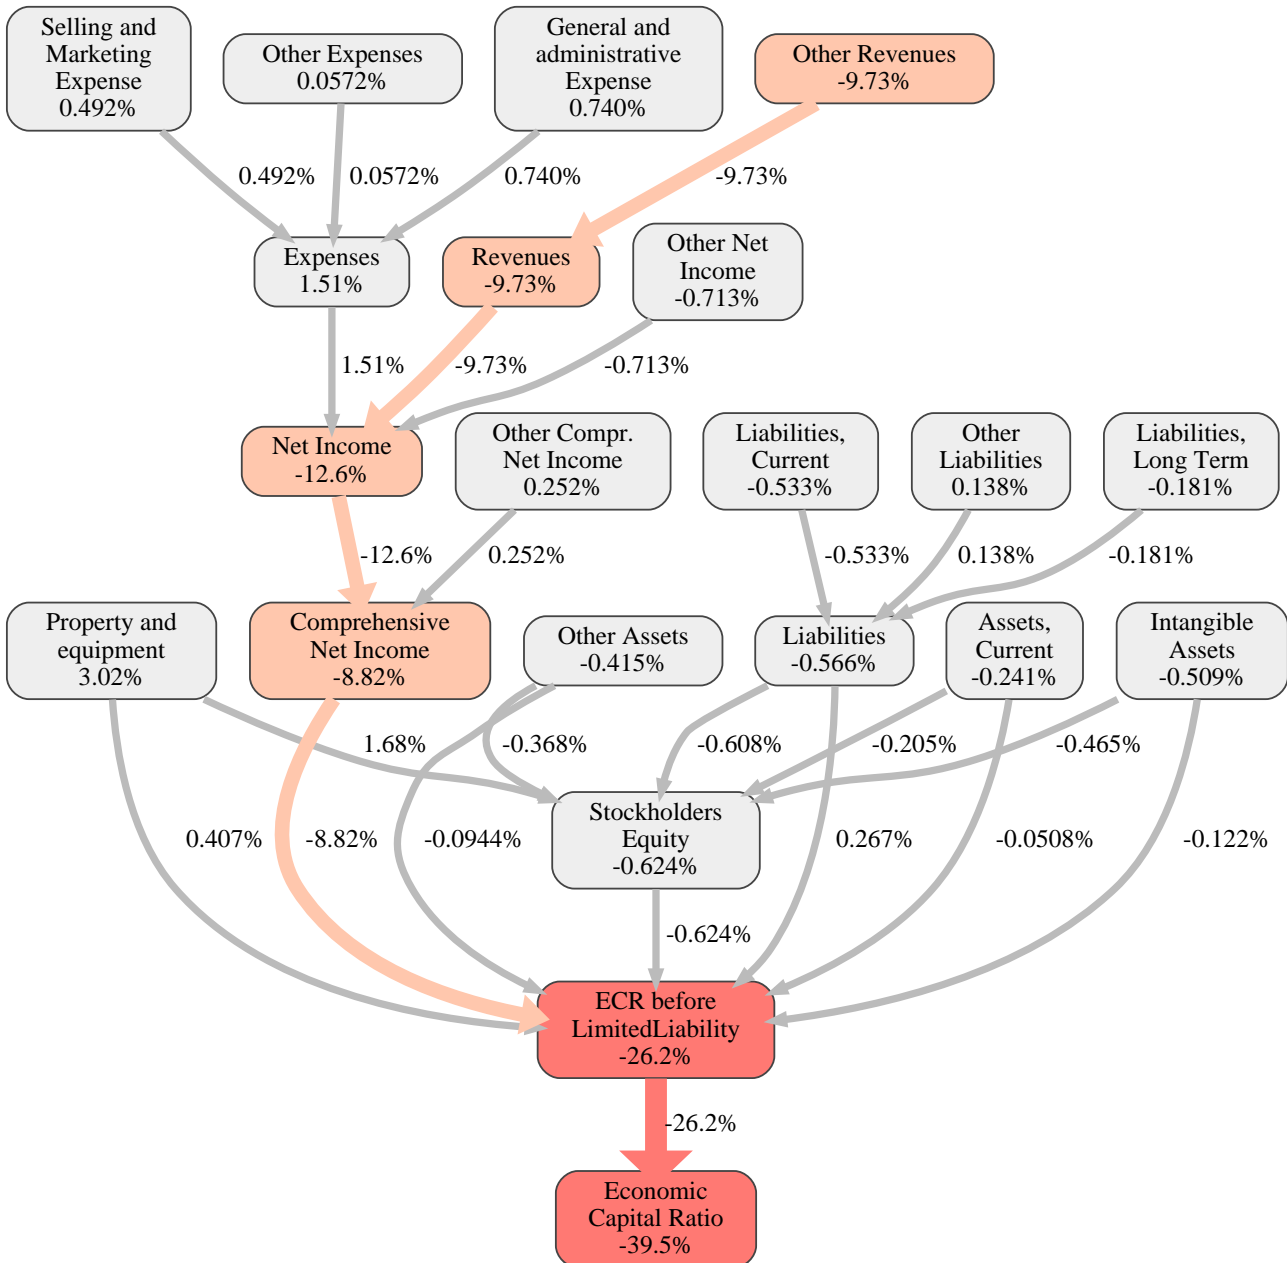 Selling and
Marketing
Expense
0.492%
Other Expenses
0.0572%
General and
administrative
Expense
0.740%
Other Revenues
-9.73%
0.492%
0.0572%
0.740%
-9.73%
Expenses
1.51%
Revenues
-9.73%
Other Net
Income
-0.713%
1.51%
-9.73%
-0.713%
Net Income
-12.6%
Other Compr.
Net Income
0.252%
Liabilities,
Current
-0.533%
Other
Liabilities
0.138%
Liabilities,
Long Term
-0.181%
-12.6%
0.252%
-0.533%
0.138%
-0.181%
Property and
equipment
3.02%
Comprehensive
Net Income
-8.82%
Other Assets
-0.415%
Liabilities
-0.566%
Assets,
Current
-0.241%
Intangible
Assets
-0.509%
1.68%
-0.368%
-0.608%
-0.205%
-0.465%
Stockholders
Equity
-0.624%
0.407%
-8.82%
-0.0944%
0.267%
-0.0508%
-0.122%
-0.624%
ECR before
LimitedLiability
-26.2%
-26.2%
Economic
Capital Ratio
-39.5%